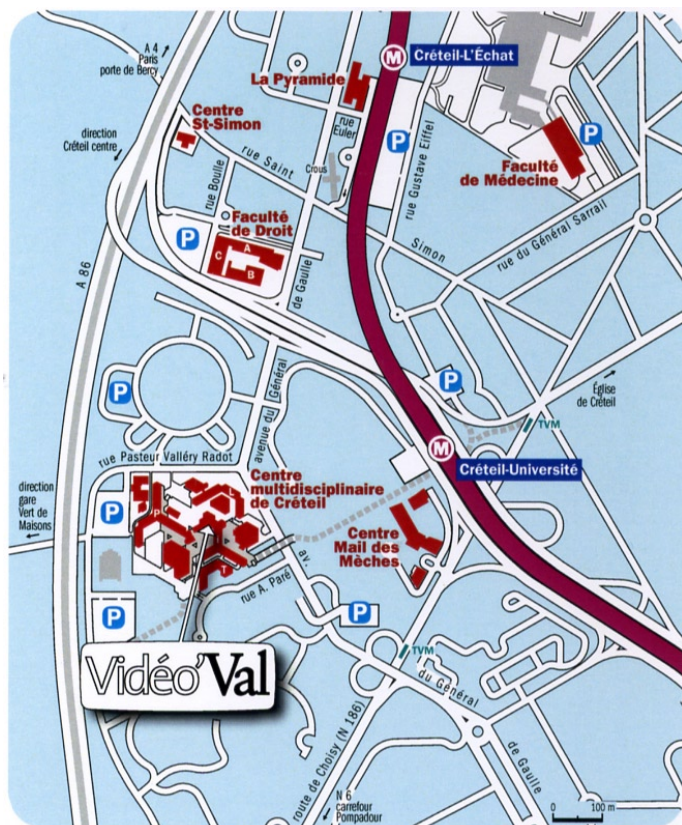 A 4
Paris
porte de Bercy
M
Créteil-L'Échat
La Pyramide
Centre
St-Simon
rue
Euler
P
direction
Créteil centre
rue Saint
Crous
rue Gustave Eiffel
P
Faculté
de Médecine
rue Boulle
Faculté
de Droit
P
A
C
B
Simon
rue du Général Sarrail
A 86
de Gaulle
P
P
Église
de Créteil
avenue du Général
TVM
M
Créteil-Université
rue Pasteur Valléry Radot
Centre
multidisciplinaire
de Créteil
direction
gare
Vert de
Maisons
P
P
L
T
Centre
Mail des
Mèches
av.
rue A. Paré
P
P
TVM
Vidéo'Val
du Général
de Gaulle
route de Choisy (N 186)
N 6
carrefour
Pompadour
0 100 m